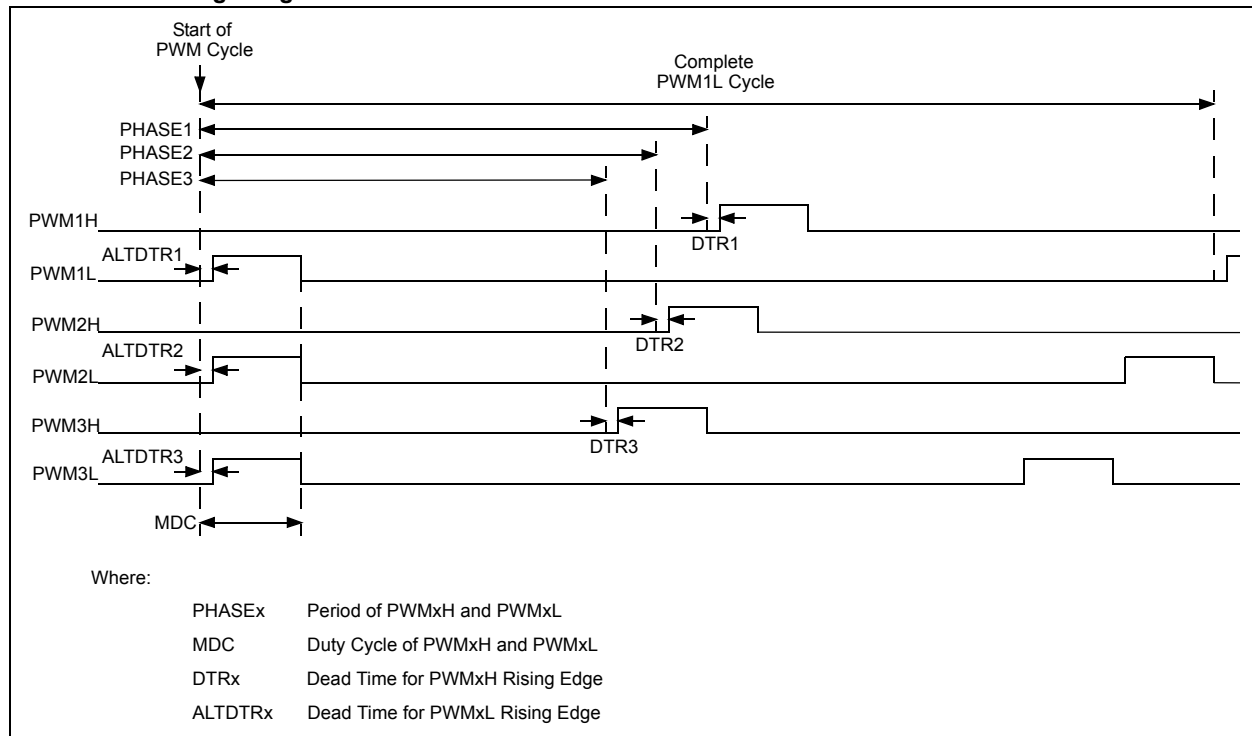 Start of
PWM Cycle
Complete
PWM1L Cycle
PHASE1
PHASE2
PHASE3
PWM1H
DTR1
ALTDTR1
PWM1L
PWM2H
DTR2
ALTDTR2
PWM2L
PWM3H
DTR3
ALTDTR3
PWM3L
MDC
Where:
PHASEx Period of PWMxH and PWMxL
MDC Duty Cycle of PWMxH and PWMxL
DTRx Dead Time for PWMxH Rising Edge
ALTDTRx Dead Time for PWMxL Rising Edge